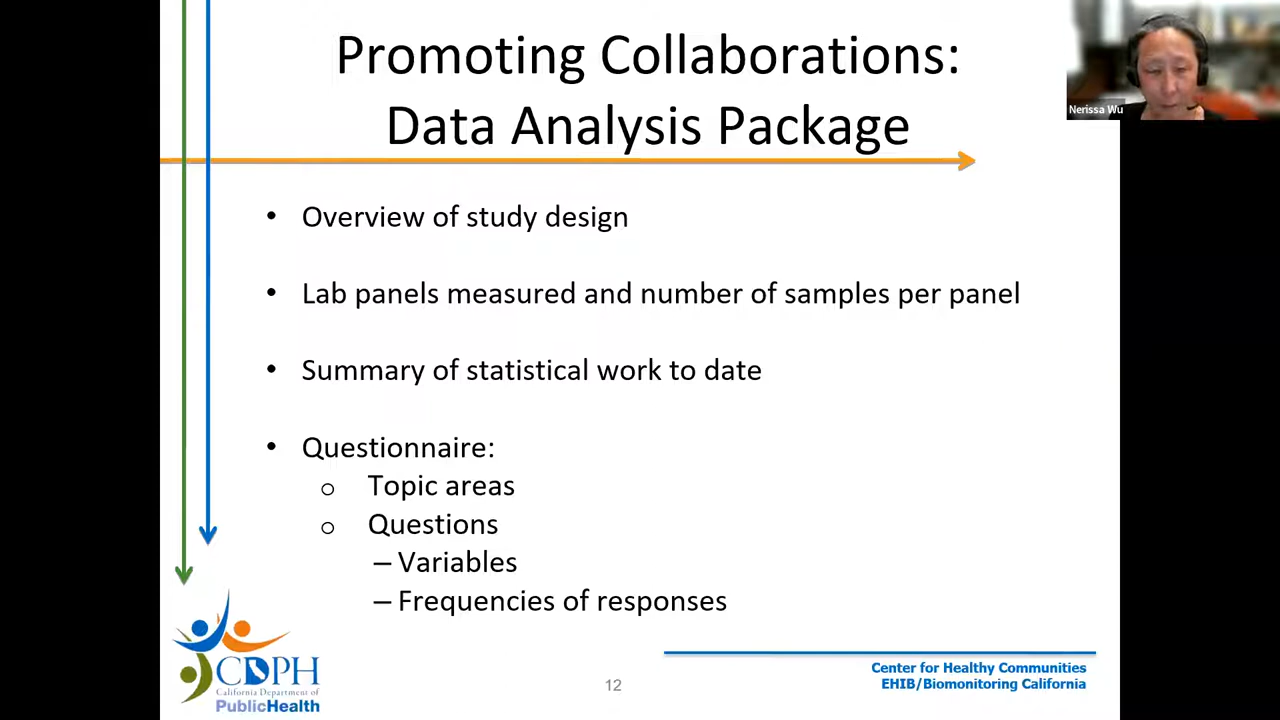 Promoting Collaborations:
Data Analysis Package
Nerissa Wu
• Overview of study design
• Lab panels measured and number of samples per panel
• Summary of statistical work to date
• Questionnaire:
o Topic areas
o Questions
– Variables
– Frequencies of responses
CDPH
California Department of
PublicHealth
12
Center for Healthy Communities
EHIB/Biomonitoring California